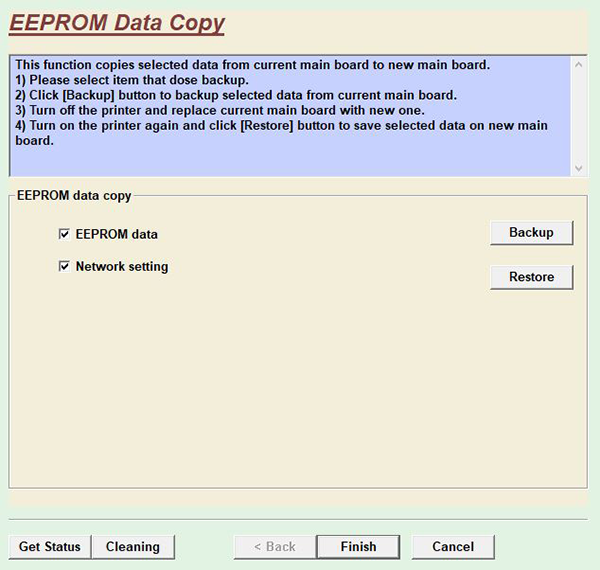 EEPROM Data Copy
This function copies selected data from current main board to new main board.
1) Please select item that dose backup.
2) Click [Backup] button to backup selected data from current main board.
3) Turn off the printer and replace current main board with new one.
4) Turn on the printer again and click [Restore] button to save selected data on new main
board.
EEPROM data copy
EEPROM data
Backup
Network setting
Restore
Get Status
Cleaning
< Back
Finish
Cancel